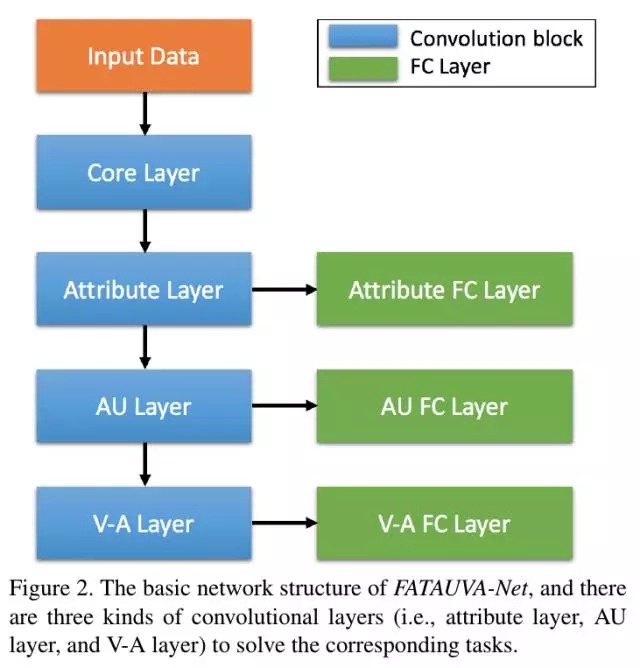 Input Data
Convolution block
FC Layer
Core Layer
Attribute Layer
Attribute FC Layer
AU Layer
AU FC Layer
V-A Layer
V-A FC Layer
Figure 2. The basic network structure of FATAUVA-Net, and there
are three kinds of convolutional layers (i.e., attribute layer, AU
layer, and V-A layer) to solve the corresponding tasks.